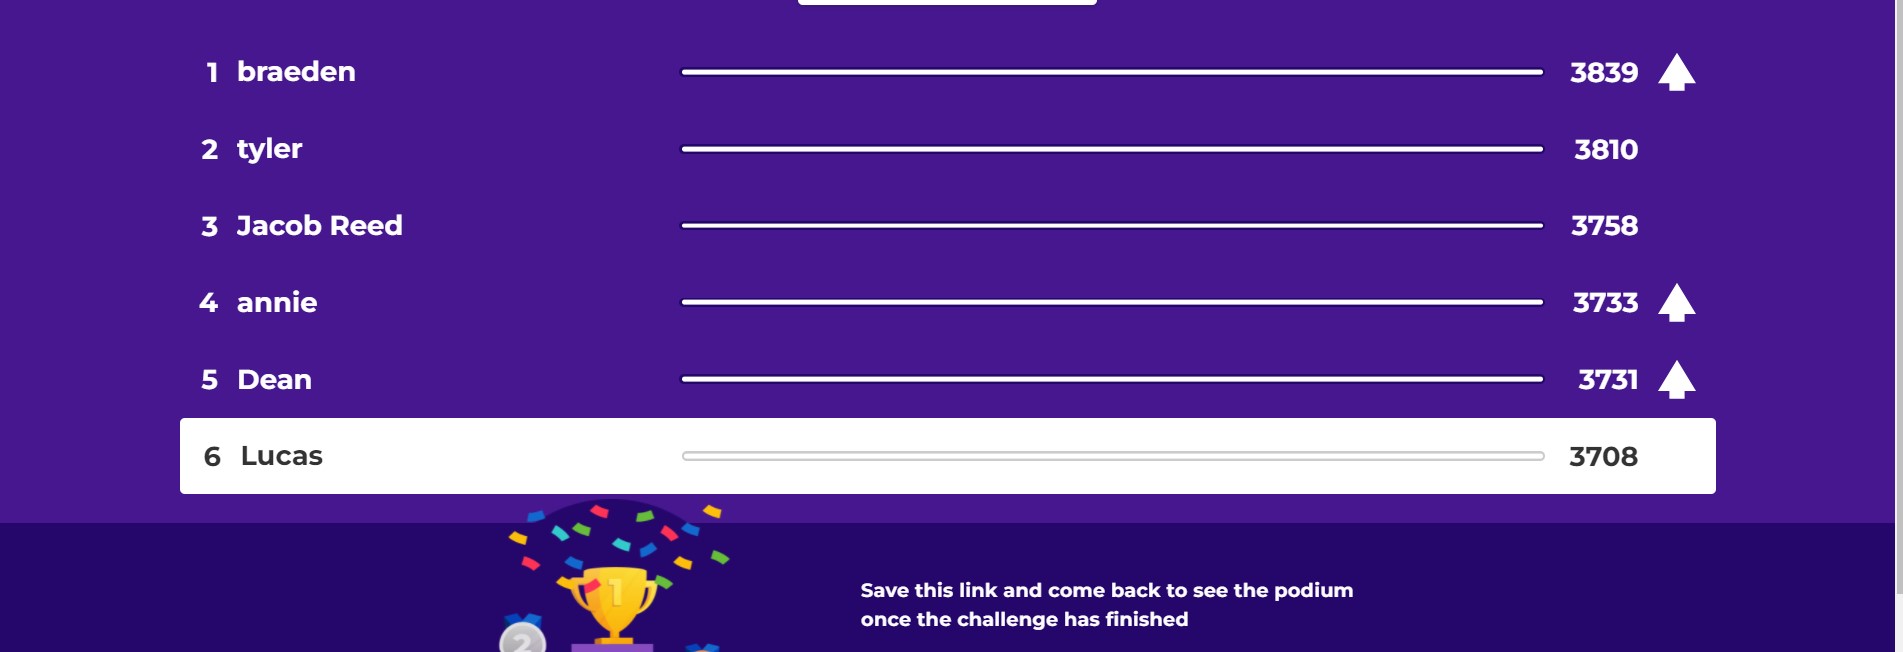 1 braeden 3839
2 tyler 3810
3 Jacob Reed 3758
4 annie 3733
5 Dean 3731
6 Lucas 3708
1
Save this link and come back to see the podium
once the challenge has finished
2